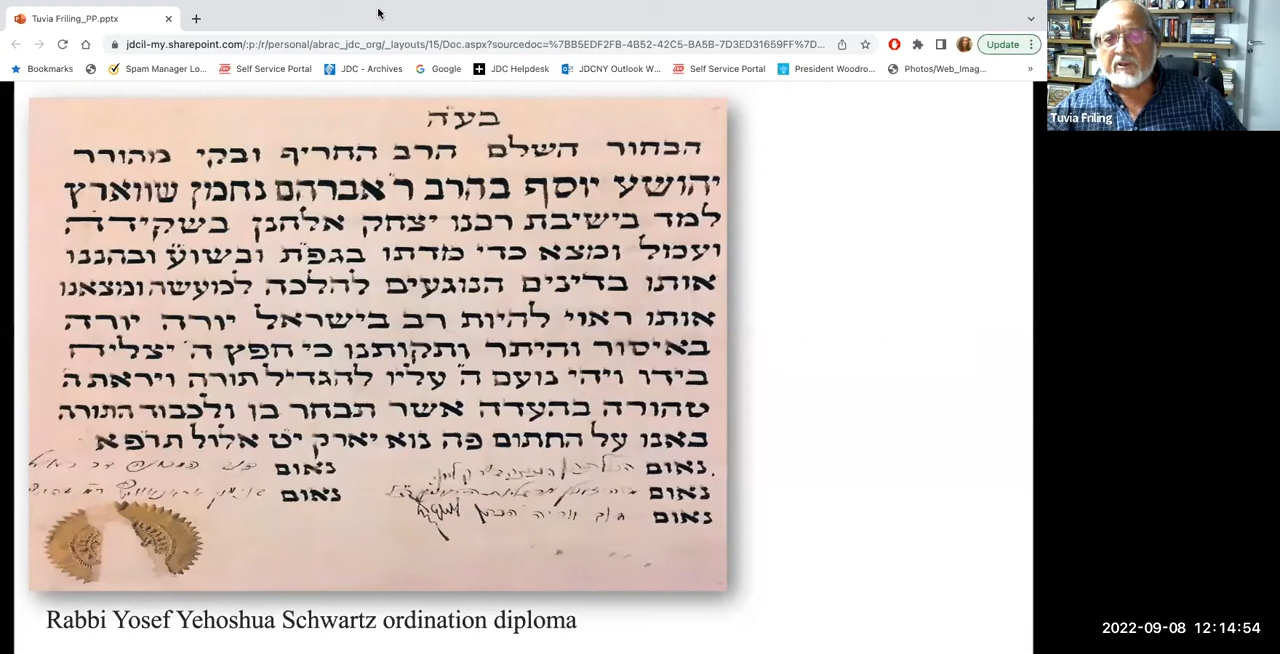 Tuvia Friling_PP.pptx
jdcil-my.sharepoint.com/:p:/r/personal/abrac_jdc_org/_layouts/15/Doc.aspx?sourcedoc=%7BB5EDF2FB-4B52-42C5-BA5B-7D3ED31659FF%7D...
Update
Bookmarks
Spam Manager Lo...
Self Service Portal
JDC - Archives
Google
JDC Helpdesk
JDCNY Outlook W...
Self Service Portal
President Woodro...
Photos/Web_Imag...
»
Tuvia Friling
בע״ה
הבחור השלם הרב החריף ובקי מהורר
יהושע יוסף בהרב ר׳ אברהם נחמן שווארץ
למד בישיבת רבנו יצחק אלחנן בשקידה
ועמל ומצא כדי מדתו בגפ״ת ובשו״ע ובחננו
אותו בדינים הנוגעים להלכה למעשה ומצאנו
אותו ראוי להיות רב בישראל יורה יורה
באיסור והיתר ותקותנו כי חפץ ה׳ יצליח
בידו ויהי נועם ה׳ עליו להגדיל תורה ויראת ה׳
טהורה בהעדה אשר תבחר בו ולכבוד התורה
באנו על החתום פה נוא יארק י״ט אלול תרפ״א
נאום
נאום
נאום
נאום
נאום
Rabbi Yosef Yehoshua Schwartz ordination diploma
2022-09-08 12:14:54